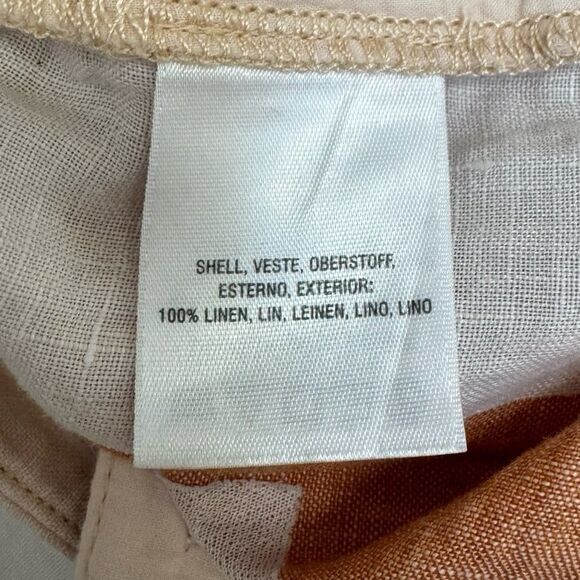 SHELL, VESTE, OBERSTOFF,
ESTERNO, EXTERIOR:
100% LINEN, LIN, LEINEN, LINO, LINO